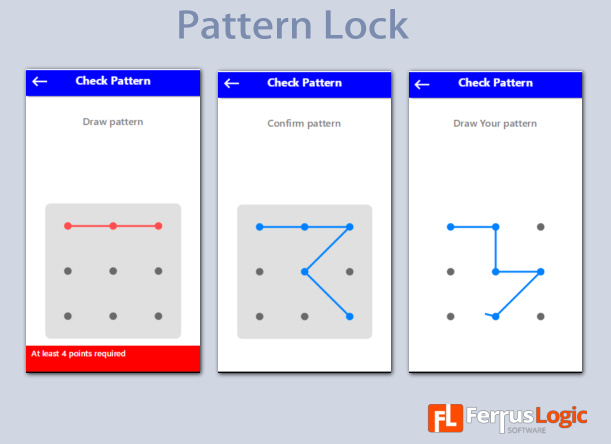 Pattern Lock
Check Pattern
Draw pattern
At least 4 points required
Check Pattern
Confirm pattern
Check Pattern
Draw Your pattern
FL FerrusLogic
SOFTWARE